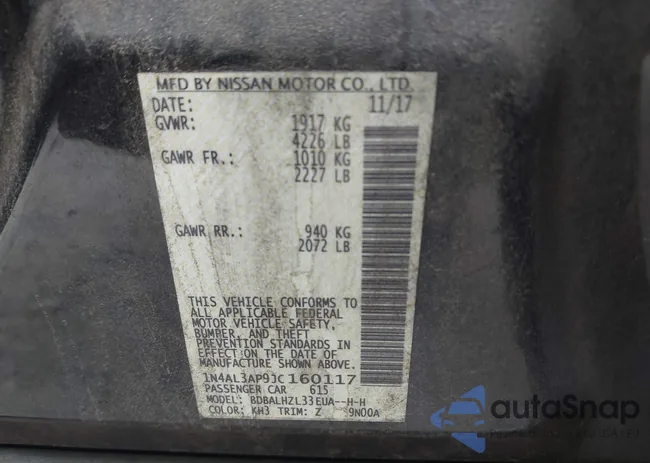 MFD BY NISSAN MOTOR CO., LTD.
DATE: 11/17
GVWR: 1917 KG
4226 LB
GAWR FR.: 1010 KG
2227 LB
GAWR RR.: 940 KG
2072 LB
THIS VEHICLE CONFORMS TO
ALL APPLICABLE FEDERAL
MOTOR VEHICLE SAFETY,
BUMPER, AND THEFT
PREVENTION STANDARDS IN
EFFECT ON THE DATE OF
MANUFACTURE SHOWN ABOVE.
1N4AL3AP9JC160117
PASSENGER CAR 615
MODEL: BDBALHZL33EUA--H-H
COLOR: KH3 TRIM: Z 9N00A
autoSnap